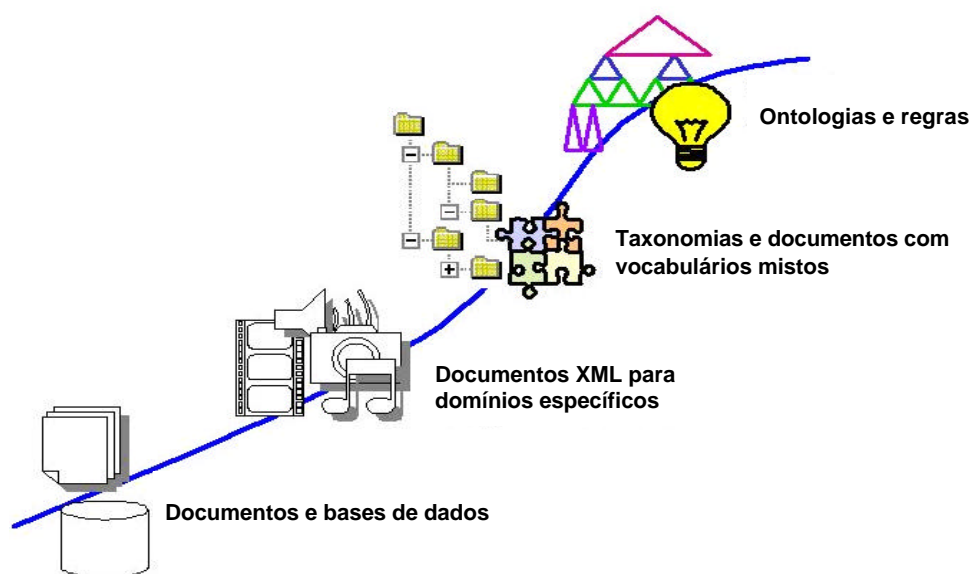 Ontologias e regras
Taxonomias e documentos com
vocabulários mistos
Documentos XML para
domínios específicos
Documentos e bases de dados